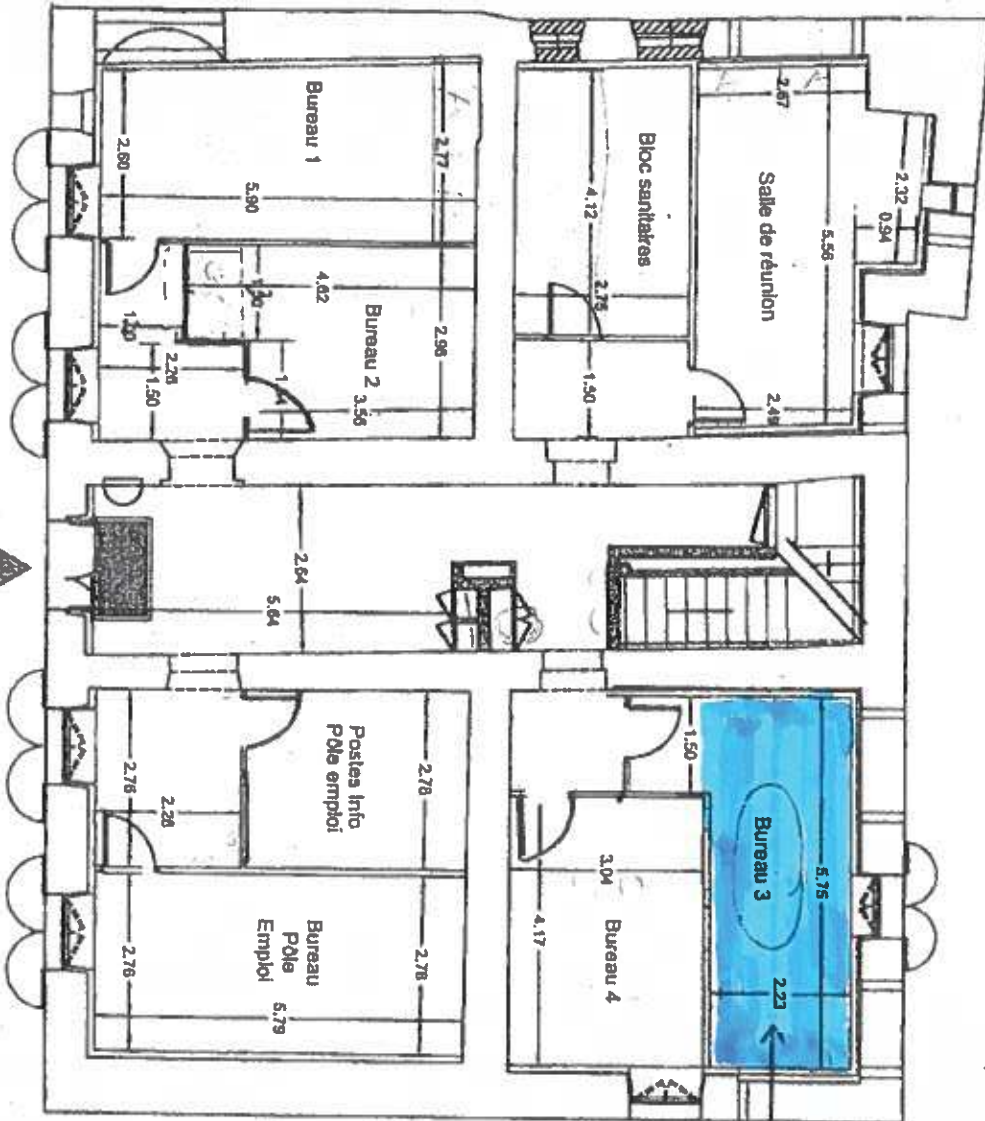 Bureau 1
2.77
2.60
5.90
Bureau 2
4.62
2.96
3.56
2.26
1.50
Bloc sanitaires
4.12
2.75
1.50
Salle de réunion
2.67
2.32
0.94
5.56
2.49
2.64
5.64
Postes Info
Pôle emploi
2.78
2.76
2.26
Bureau
Pôle
Emploi
2.78
2.76
5.79
Bureau 3
1.50
5.75
2.23
Bureau 4
3.04
4.17